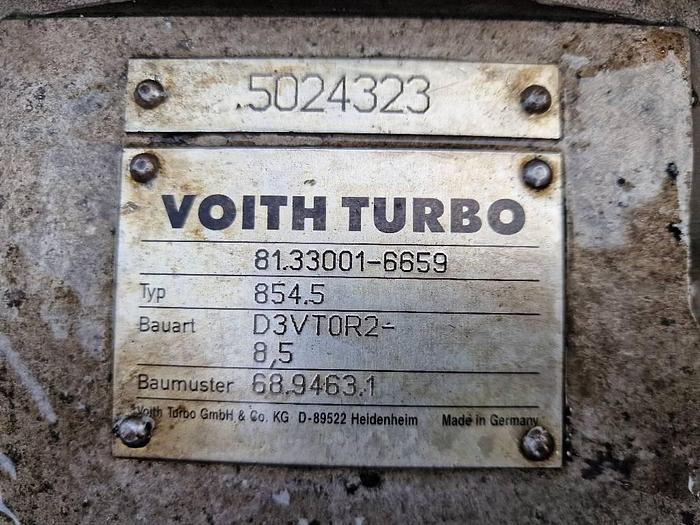 .5024323
VOITH TURBO
81.33001-6659
Typ 854.5
Bauart D3VT0R2-
8,5
Baumuster 68.9463.1
Voith Turbo GmbH & Co. KG D-89522 Heidenheim Made in Germany